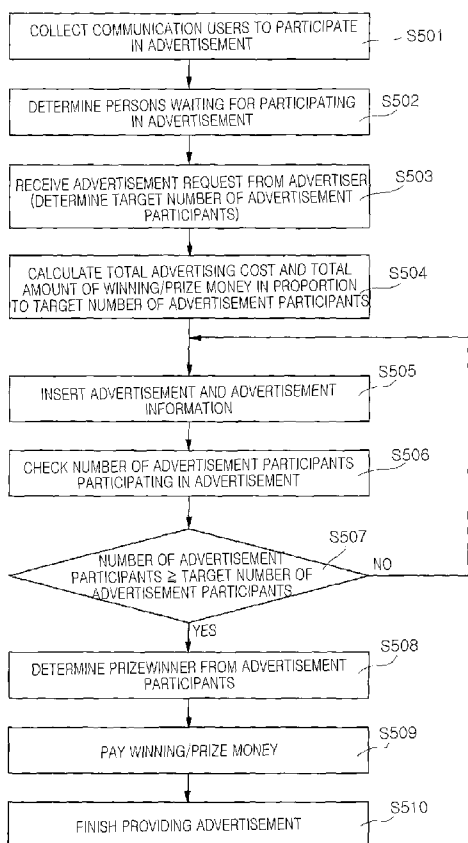 COLLECT COMMUNICATION USERS TO PARTICIPATE
IN ADVERTISEMENT
S501
DETERMINE PERSONS WAITING FOR PARTICIPATING
IN ADVERTISEMENT
S502
RECEIVE ADVERTISEMENT REQUEST FROM ADVERTISER
(DETERMINE TARGET NUMBER OF ADVERTISEMENT
PARTICIPANTS)
S503
CALCULATE TOTAL ADVERTISING COST AND TOTAL
AMOUNT OF WINNING/PRIZE MONEY IN PROPORTION
TO TARGET NUMBER OF ADVERTISEMENT PARTICIPANTS
S504
INSERT ADVERTISEMENT AND ADVERTISEMENT
INFORMATION
S505
CHECK NUMBER OF ADVERTISEMENT PARTICIPANTS
PARTICIPATING IN ADVERTISEMENT
S506
NUMBER OF ADVERTISEMENT
PARTICIPANTS ≧ TARGET NUMBER OF
ADVERTISEMENT PARTICIPANTS
S507
NO
YES
DETERMINE PRIZEWINNER FROM ADVERTISEMENT
PARTICIPANTS
S508
PAY WINNING/PRIZE MONEY
S509
FINISH PROVIDING ADVERTISEMENT
S510